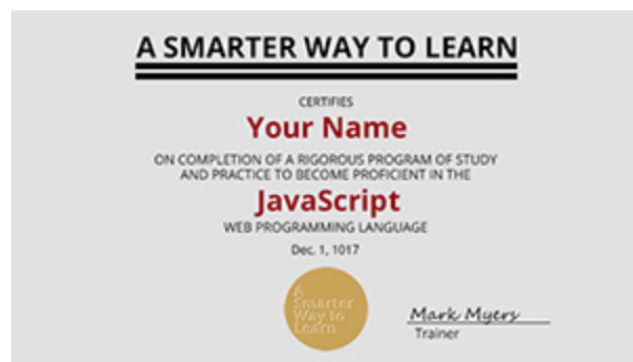 A SMARTER WAY TO LEARN
CERTIFIES
Your Name
ON COMPLETION OF A RIGOROUS PROGRAM OF STUDY
AND PRACTICE TO BECOME PROFICIENT IN THE
JavaScript
WEB PROGRAMMING LANGUAGE
Dec. 1, 1017
A
Smarter
Way to
Learn
Mark Myers
Trainer